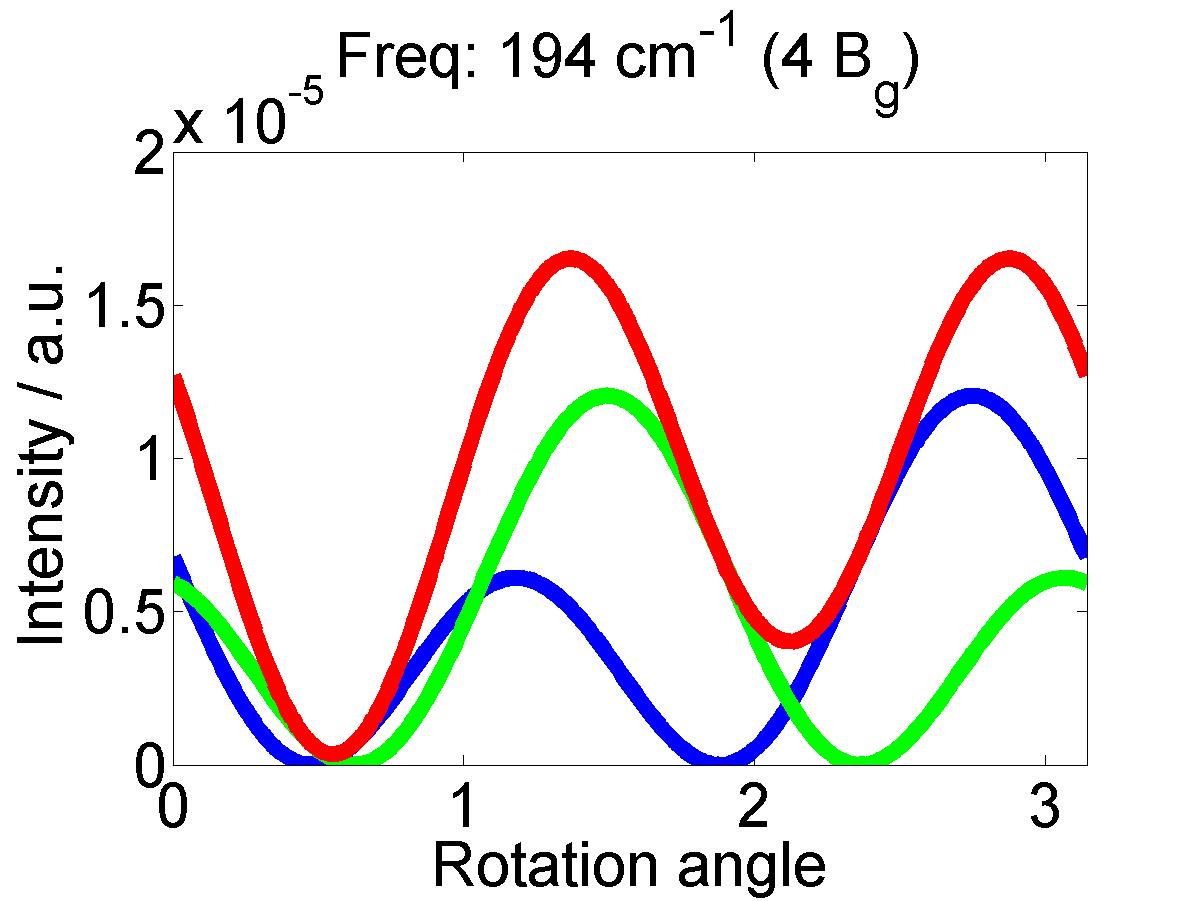 Freq: 194 cm⁻¹ (4 B_g)
x 10⁻⁵
2
1.5
1
0.5
0
0 1 2 3
Intensity / a.u.
Rotation angle